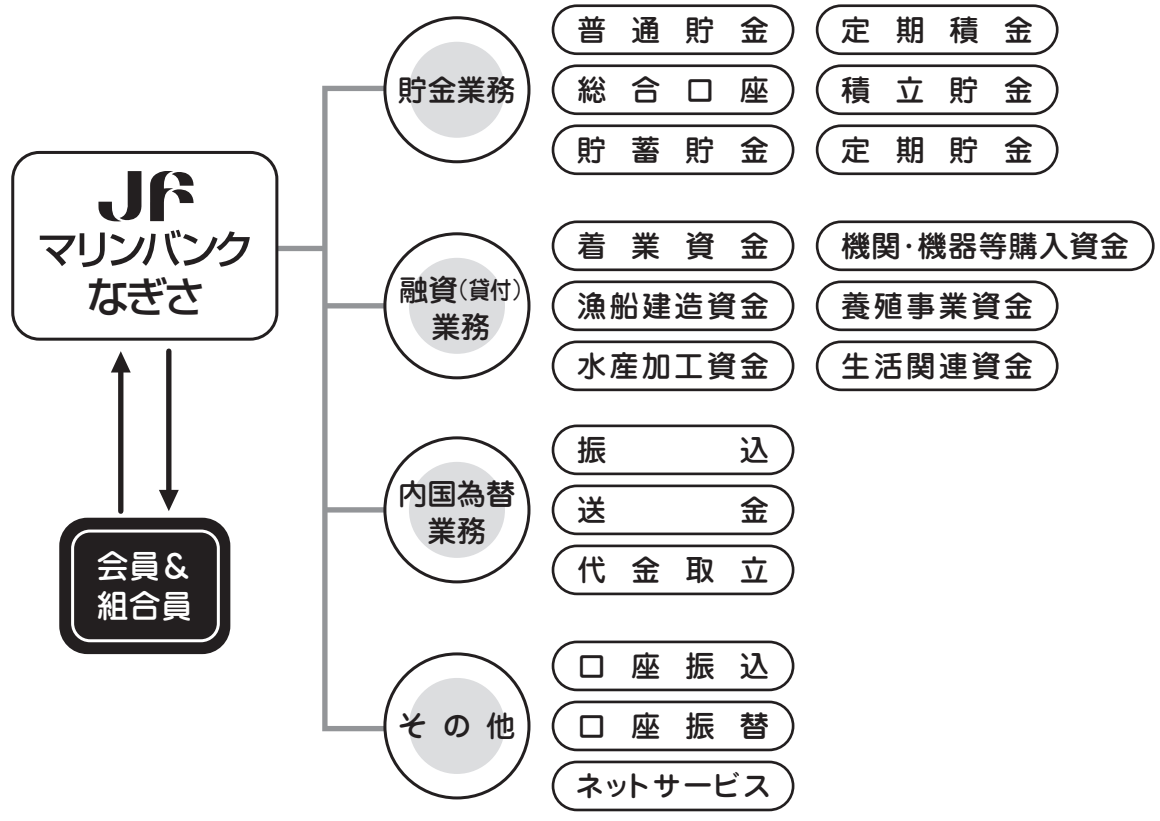 JF
マリンバンク
なぎさ
会員&
組合員
貯金業務
普通貯金
定期積金
総合口座
積立貯金
貯蓄貯金
定期貯金
融資(貸付)
業務
着業資金
機関・機器等購入資金
漁船建造資金
養殖事業資金
水産加工資金
生活関連資金
内国為替
業務
振込
送金
代金取立
その他
口座振込
口座振替
ネットサービス